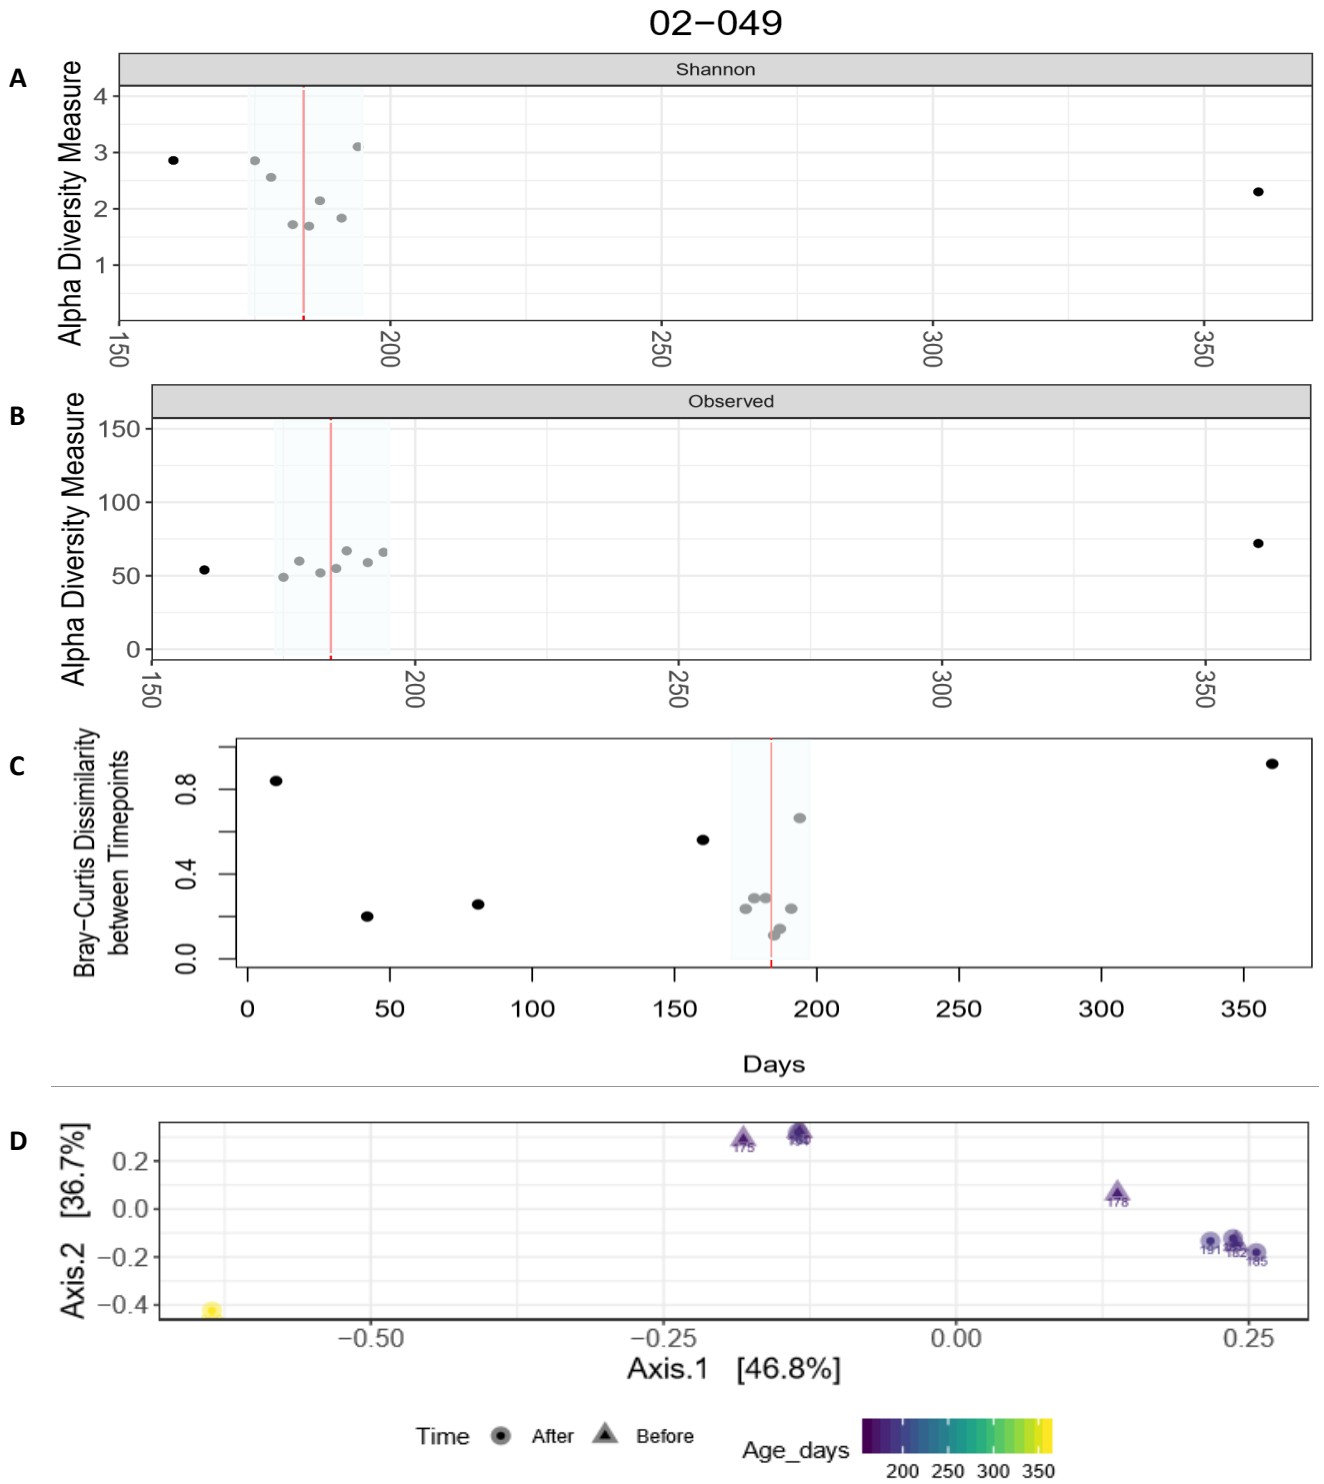 02−049
A
Shannon
Alpha Diversity Measure
4
3
2
1
150
200
250
300
350
B
Observed
Alpha Diversity Measure
150
100
50
0
150
200
250
300
350
C
Bray−Curtis Dissimilarity
between Timepoints
0.8
0.4
0.0
0
50
100
150
200
250
300
350
Days
D
Axis.2 [36.7%]
0.2
0.0
−0.2
−0.4
175
178
191
182
185
−0.50
−0.25
0.00
0.25
Axis.1 [46.8%]
Time After Before
Age_days
200 250 300 350